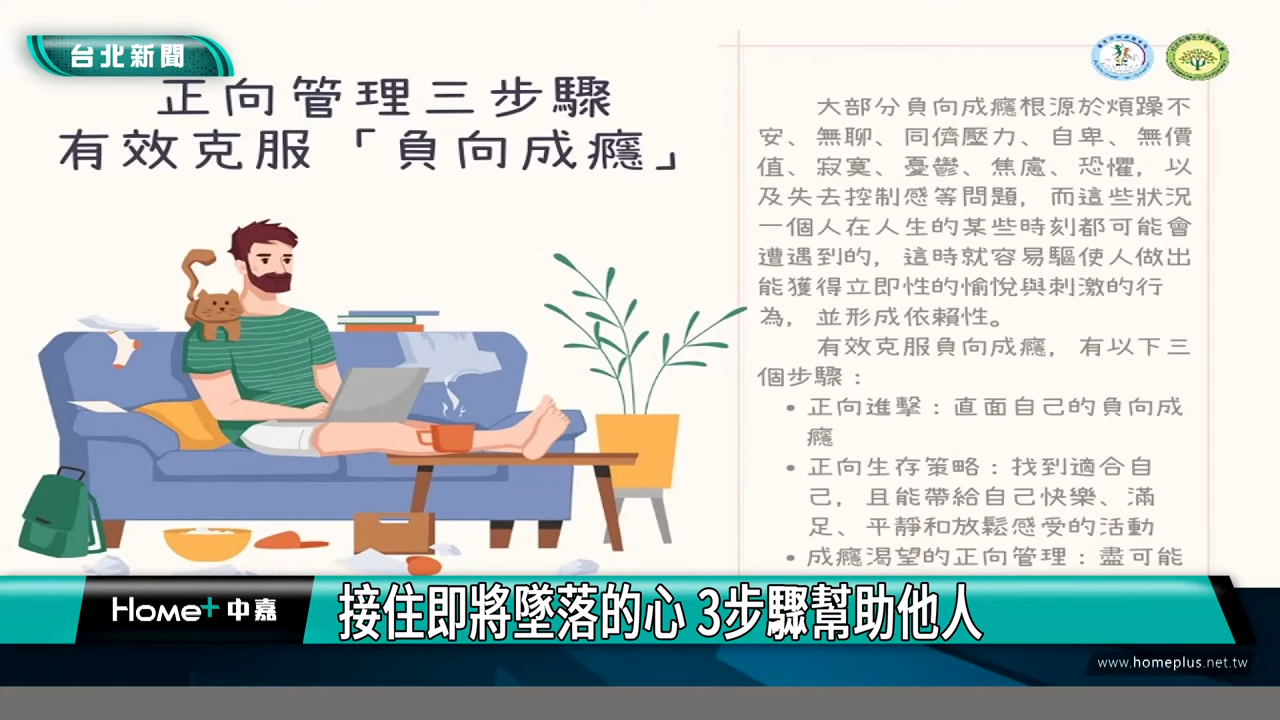 台北新聞
正向管理三步驟
有效克服「負向成癮」
大部分負向成癮根源於煩躁不
安、無聊、同儕壓力、自卑、無價
值、寂寞、憂鬱、焦慮、恐懼，以
及失去控制感等問題，而這些狀況
一個人在人生的某些時刻都可能會
遭遇到的，這時就容易驅使人做出
能獲得立即性的愉悅與刺激的行
為，並形成依賴性。
有效克服負向成癮，有以下三
個步驟：
• 正向進擊：直面自己的負向成
癮
• 正向生存策略：找到適合自
己，且能帶給自己快樂、滿
足、平靜和放鬆感受的活動
• 成癮渴望的正向管理：盡可能
Home+ 中嘉
接住即將墜落的心 3步驟幫助他人
www.homeplus.net.tw